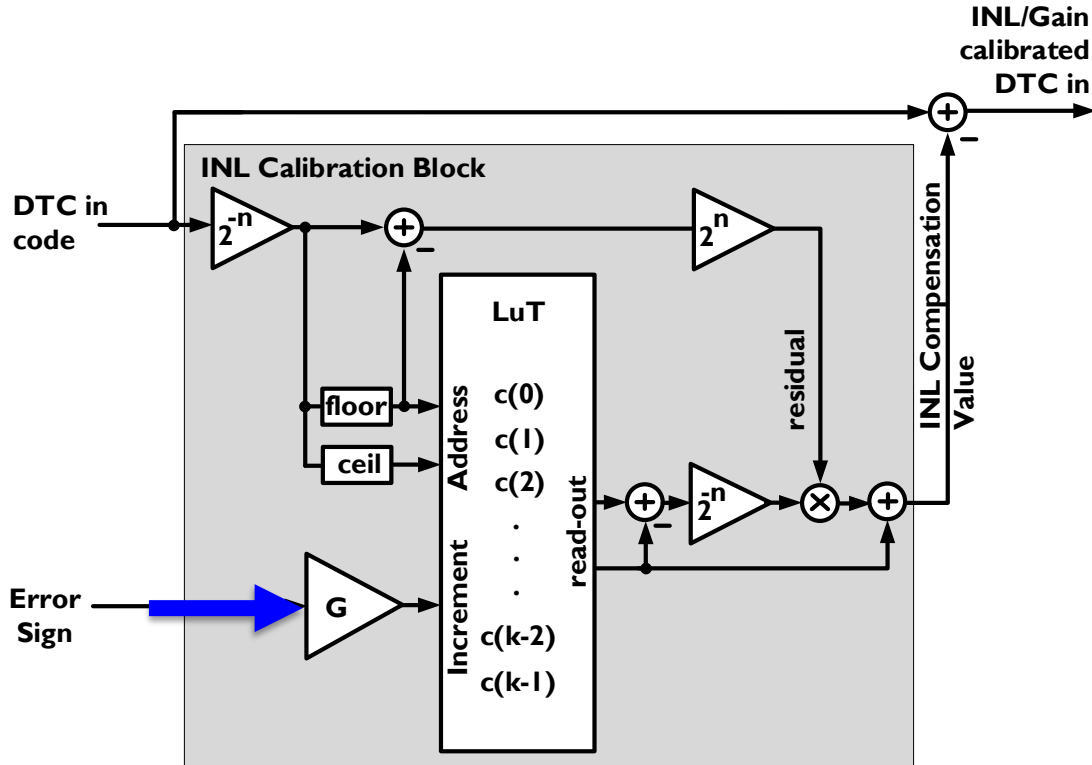 INL/Gain
calibrated
DTC in
+
−
INL Calibration Block
DTC in
code
2^-n
+
−
2^n
LuT
residual
INL Compensation
Value
floor
ceil
Address
c(0)
c(1)
c(2)
.
.
.
read-out
+
−
2^-n
×
+
Error
Sign
G
Increment
c(k-2)
c(k-1)